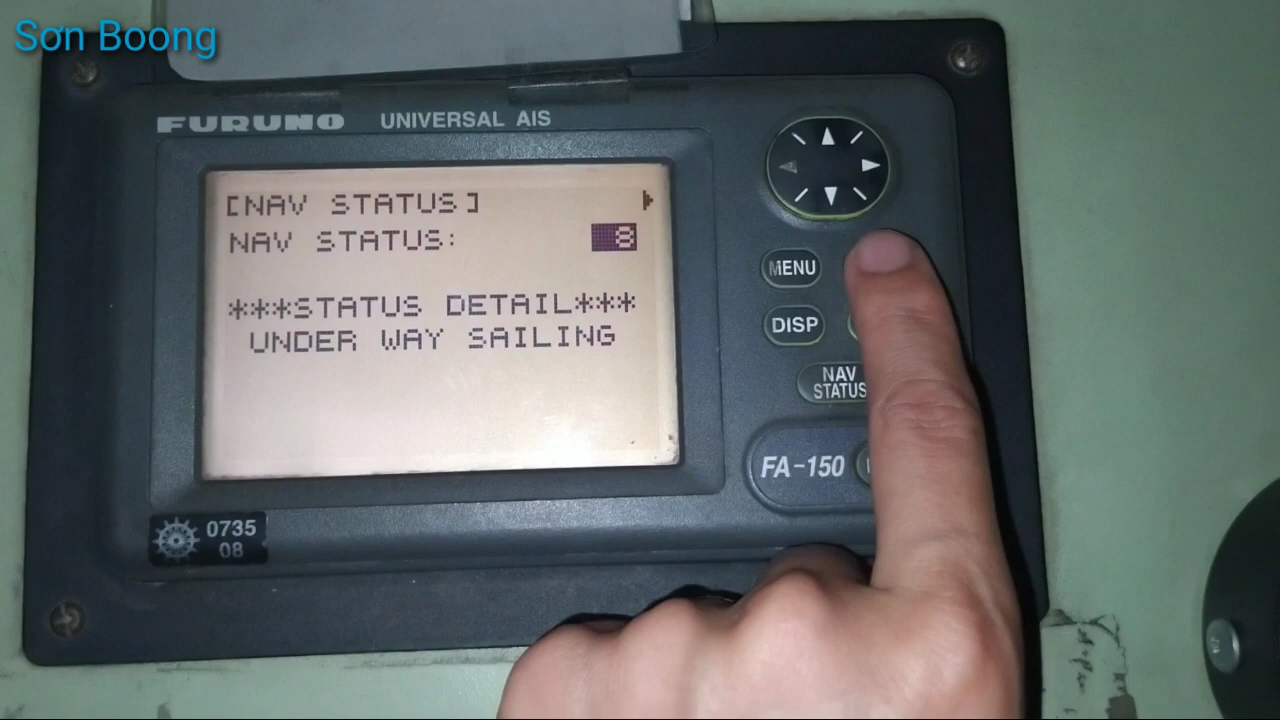 Sơn Boong
FURUNO UNIVERSAL AIS
[NAV STATUS]
NAV STATUS: 8
***STATUS DETAIL***
UNDER WAY SAILING
MENU
DISP
NAV
STATUS
FA-150
0735
08